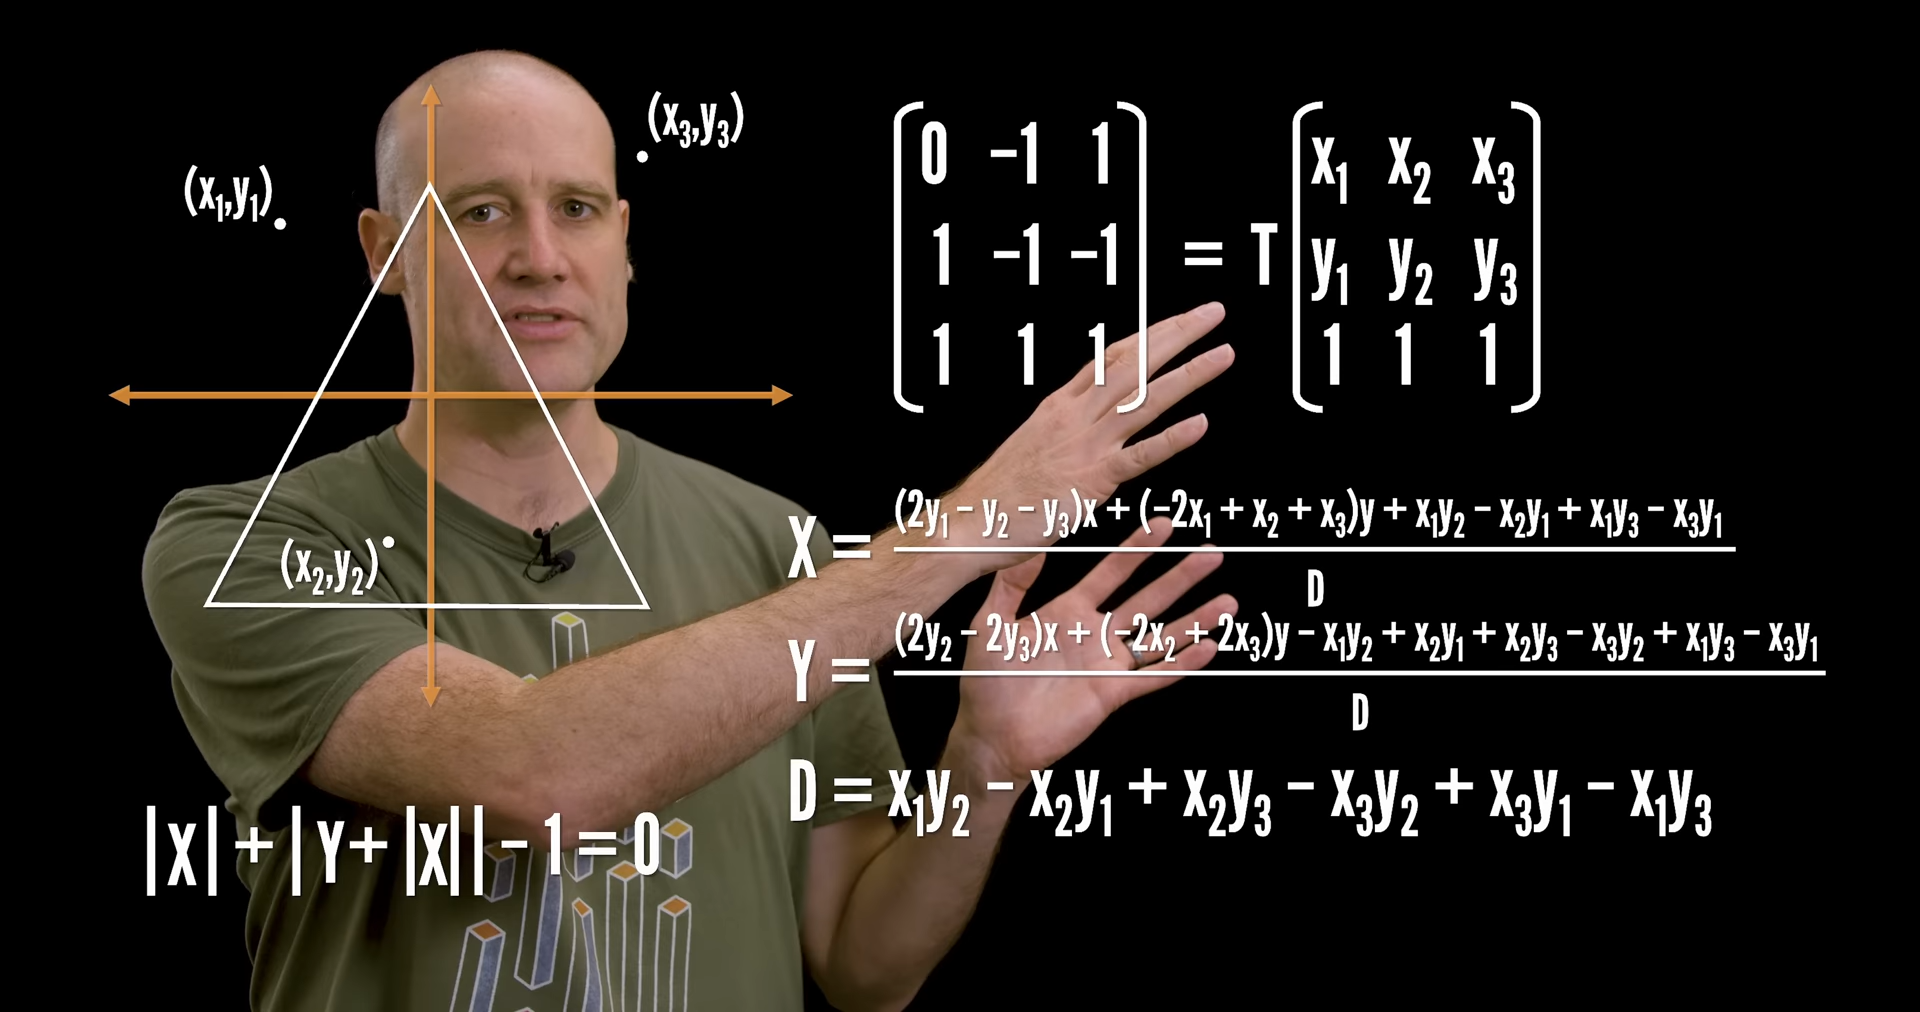 (x₁,y₁)
(x₃,y₃)
(x₂,y₂)
|X| + |Y+ |X|| − 1 = 0
0 −1 1
1 −1 −1
1 1 1
= T
x₁ x₂ x₃
y₁ y₂ y₃
1 1 1
X = (2y₁ − y₂ − y₃)x + (−2x₁ + x₂ + x₃)y + x₁y₂ − x₂y₁ + x₁y₃ − x₃y₁
D
Y = (2y₂ − 2y₃)x + (−2x₂ + 2x₃)y − x₁y₂ + x₂y₁ + x₂y₃ − x₃y₂ + x₁y₃ − x₃y₁
D
D = x₁y₂ − x₂y₁ + x₂y₃ − x₃y₂ + x₃y₁ − x₁y₃